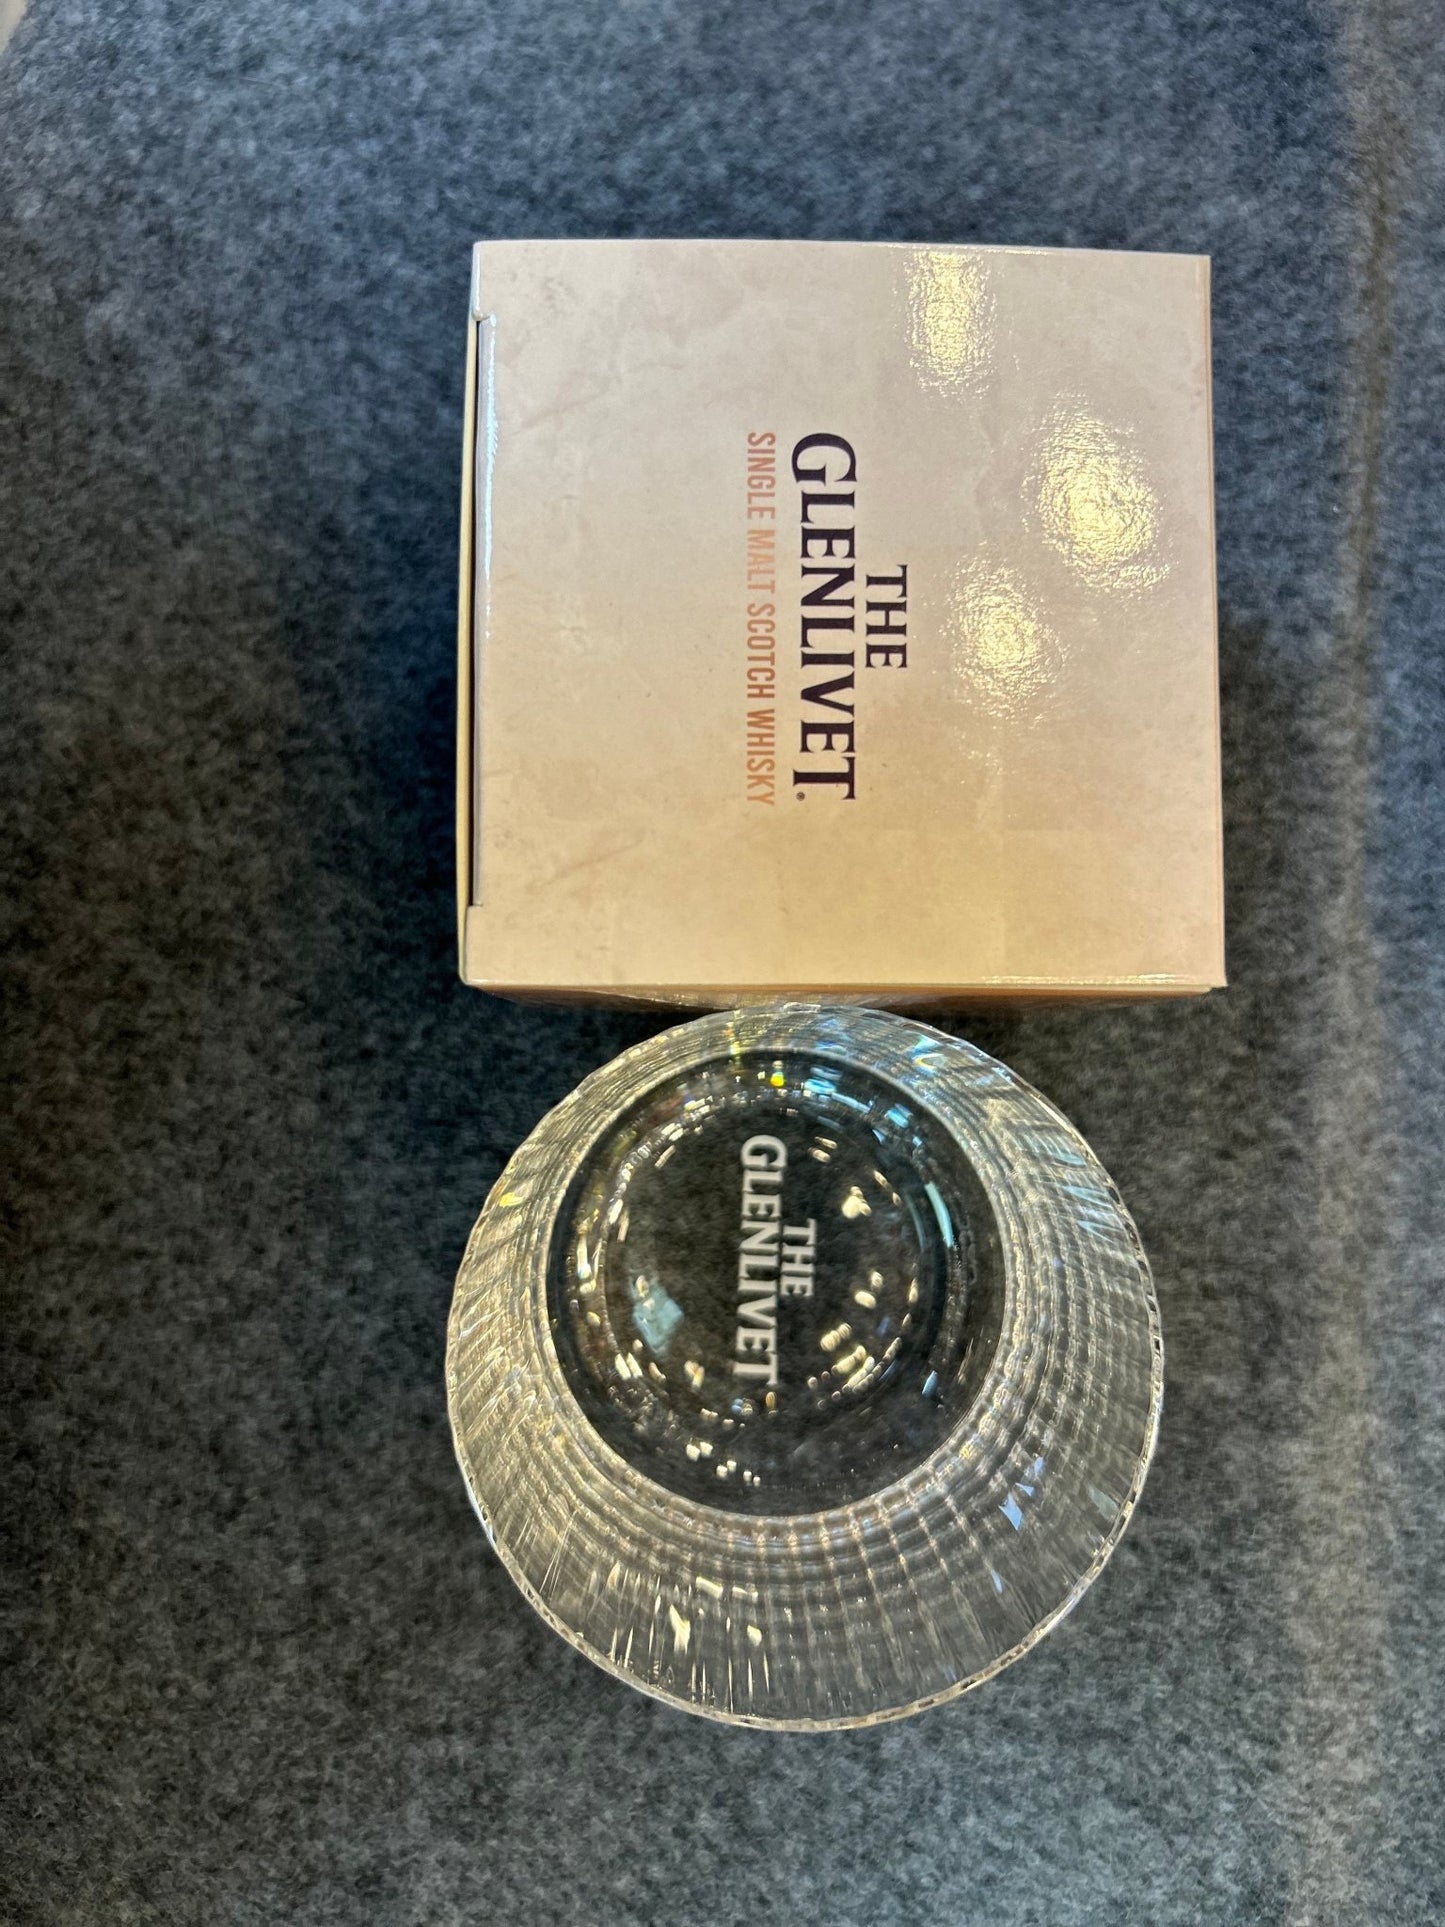 THE
GLENLIVET®
SINGLE MALT SCOTCH WHISKY
THE
GLENLIVET